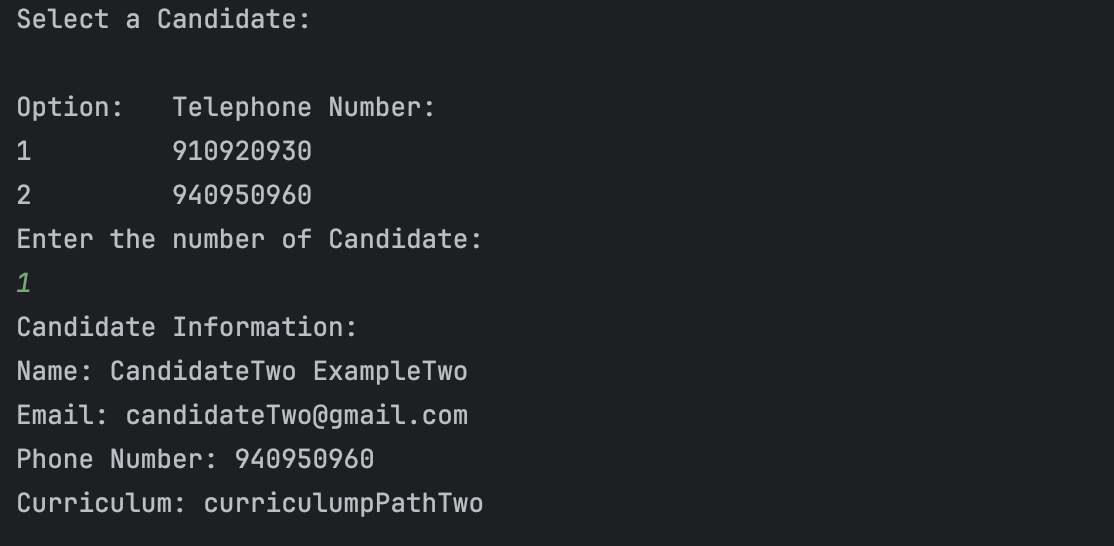 Select a Candidate:
Option:   Telephone Number:
1         910920930
2         940950960
Enter the number of Candidate:
1
Candidate Information:
Name: CandidateTwo ExampleTwo
Email: candidateTwo@gmail.com
Phone Number: 940950960
Curriculum: curriculumpPathTwo